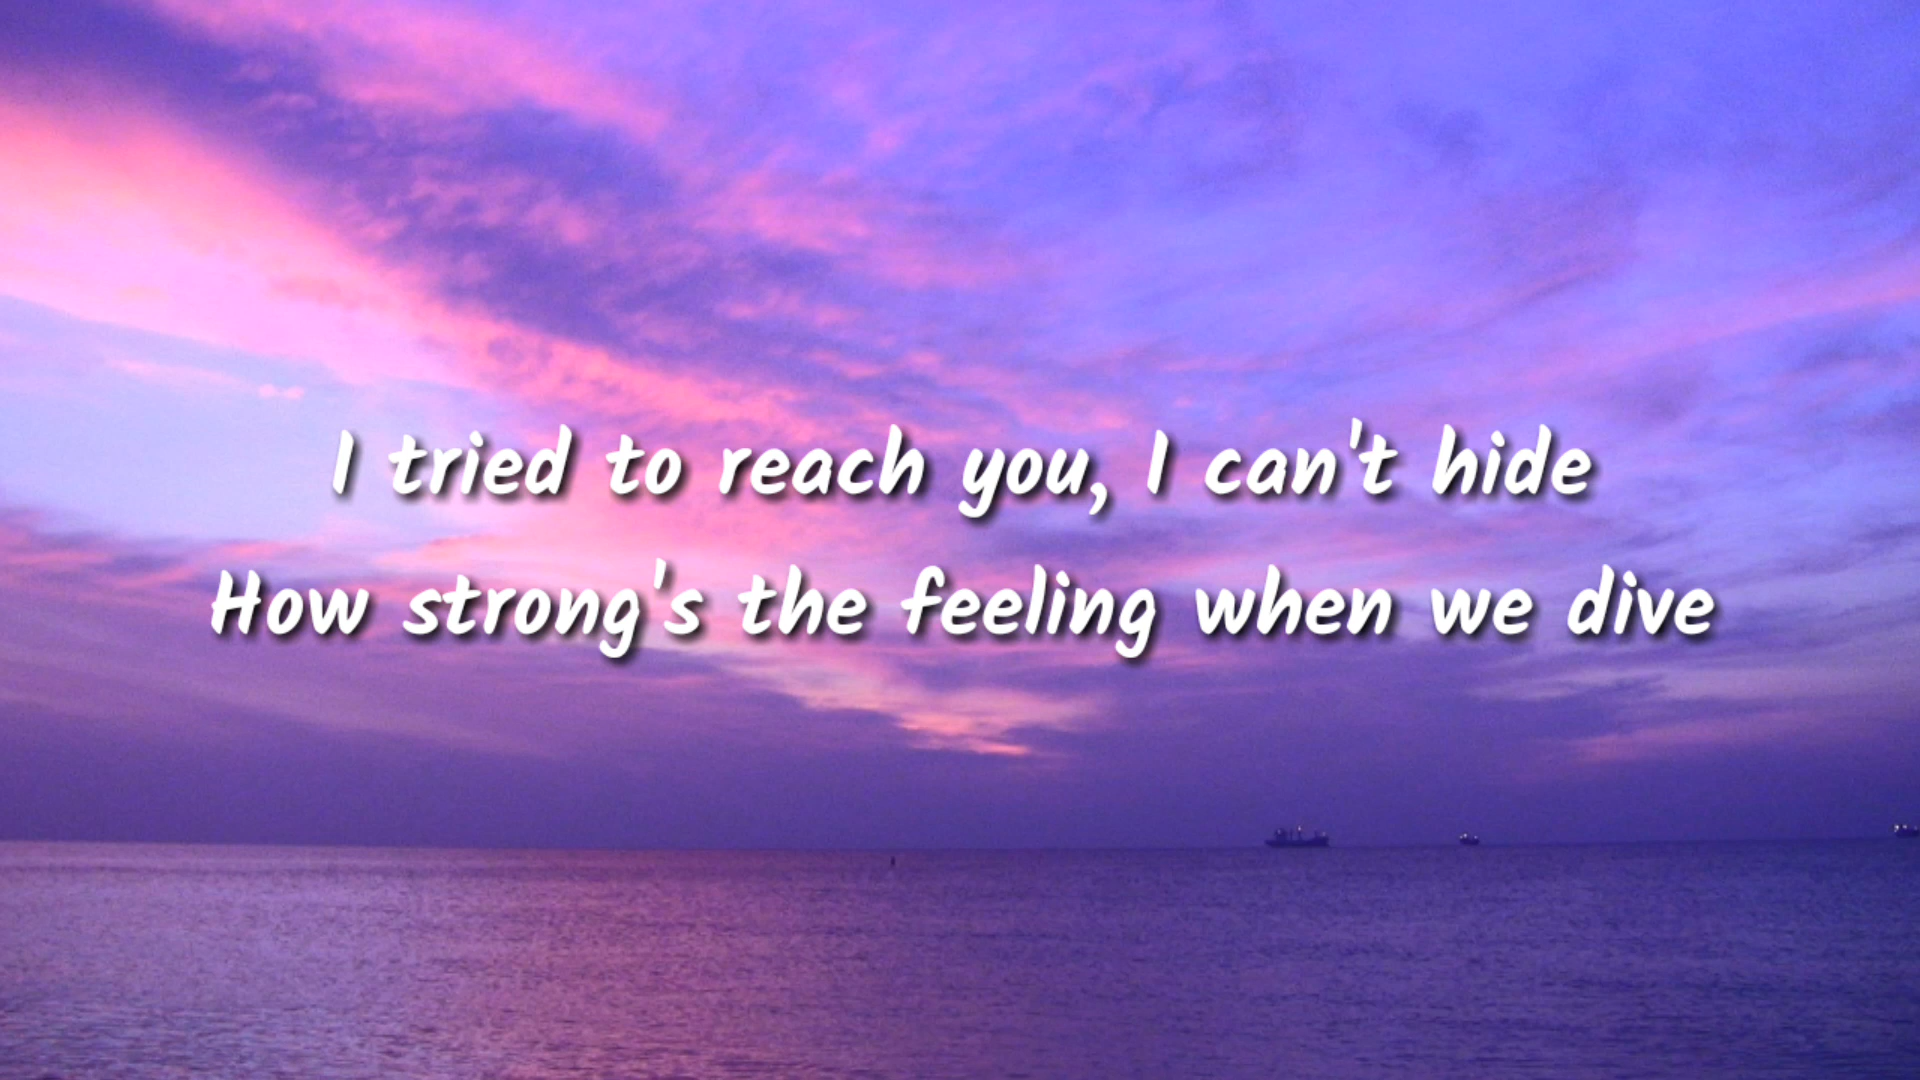 I tried to reach you, I can't hide
How strong's the feeling when we dive